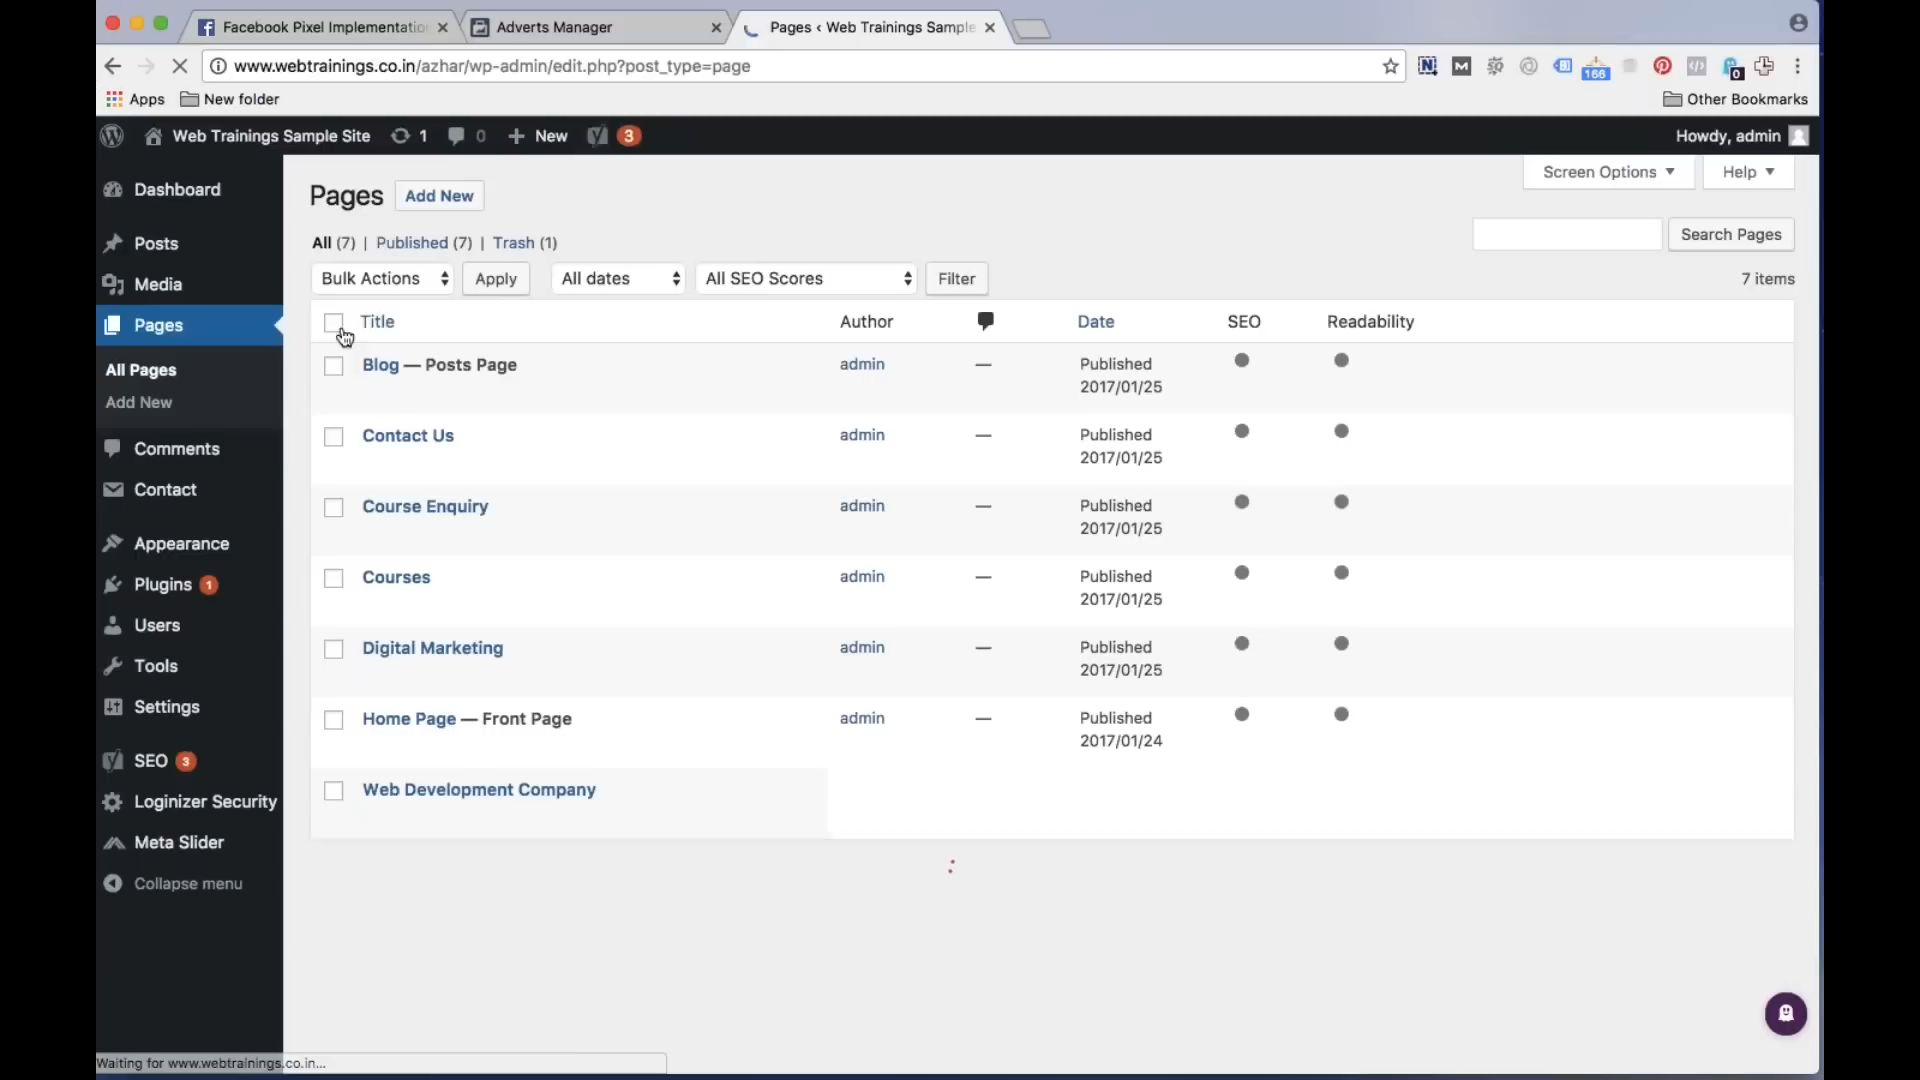 Facebook Pixel Implementatio
Adverts Manager
Pages ‹ Web Trainings Sample
www.webtrainings.co.in/azhar/wp-admin/edit.php?post_type=page
166
0
Apps
New folder
Other Bookmarks
Web Trainings Sample Site
1
0
New
3
Howdy, admin
Dashboard
Posts
Media
Pages
All Pages
Add New
Comments
Contact
Appearance
Plugins 1
Users
Tools
Settings
SEO 3
Loginizer Security
Meta Slider
Collapse menu
Screen Options
Help
Pages
Add New
All (7) | Published (7) | Trash (1)
Search Pages
Bulk Actions
Apply
All dates
All SEO Scores
Filter
7 items
Title
Author
Date
SEO
Readability
Blog — Posts Page
admin
—
Published
2017/01/25
Contact Us
admin
—
Published
2017/01/25
Course Enquiry
admin
—
Published
2017/01/25
Courses
admin
—
Published
2017/01/25
Digital Marketing
admin
—
Published
2017/01/25
Home Page — Front Page
admin
—
Published
2017/01/24
Web Development Company
Waiting for www.webtrainings.co.in...